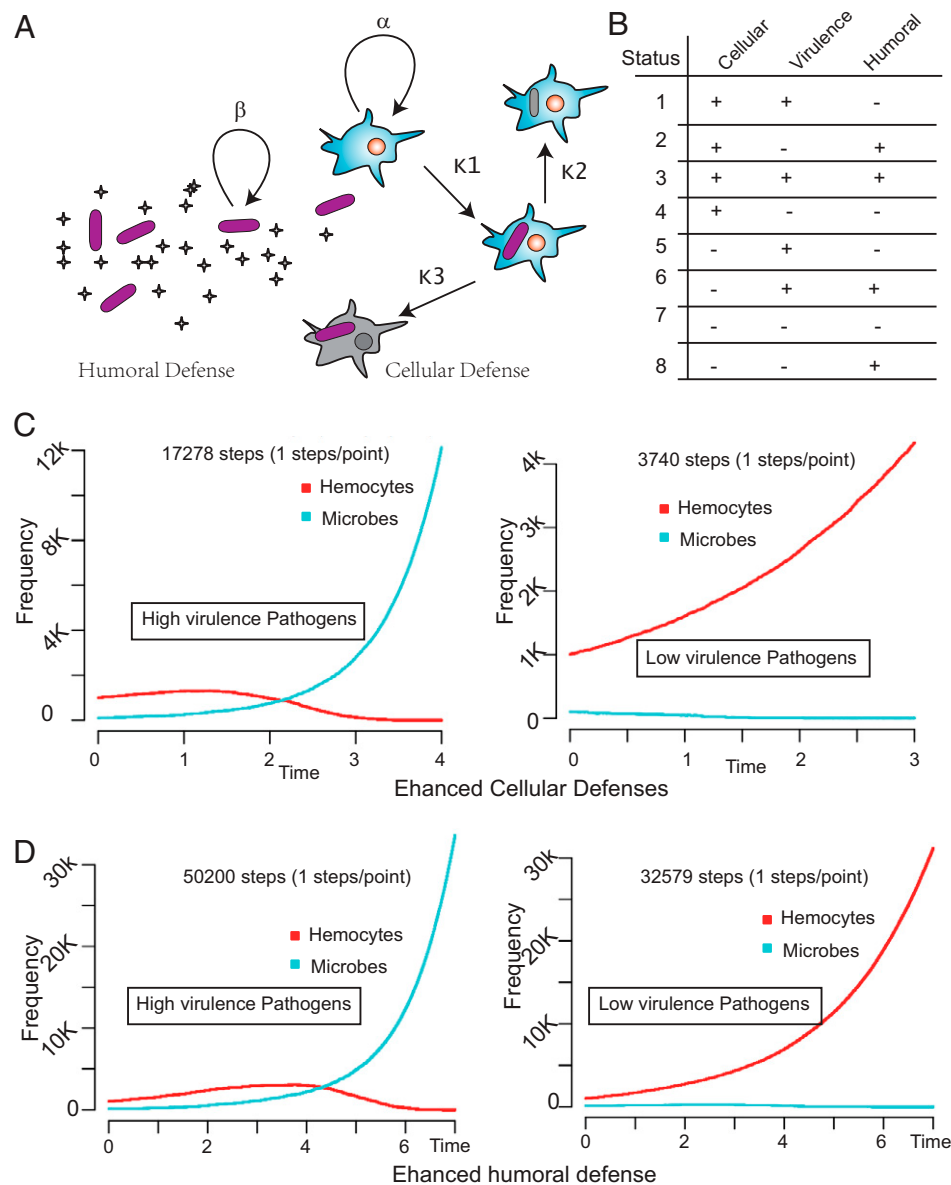 A
α
β
κ1
κ2
κ3
Humoral Defense
Cellular Defense
B
Status Cellular Virulence Humoral
1 + + -
2 + - +
3 + + +
4 + - -
5 - + -
6 - + +
7 - - -
8 - - +
C
17278 steps (1 steps/point)
Hemocytes
Microbes
High virulence Pathogens
Frequency
12K
8K
4K
0
0 1 2 3 4
Time
3740 steps (1 steps/point)
Hemocytes
Microbes
Low virulence Pathogens
Frequency
4K
3K
2K
1K
0
0 1 2 3
Time
Ehanced Cellular Defenses
D
50200 steps (1 steps/point)
Hemocytes
Microbes
High virulence Pathogens
Frequency
30K
20K
10K
0
0 2 4 6 Time
32579 steps (1 steps/point)
Hemocytes
Microbes
Low virulence Pathogens
Frequency
30K
20K
10K
0
0 2 4 6 Time
Ehanced humoral defense